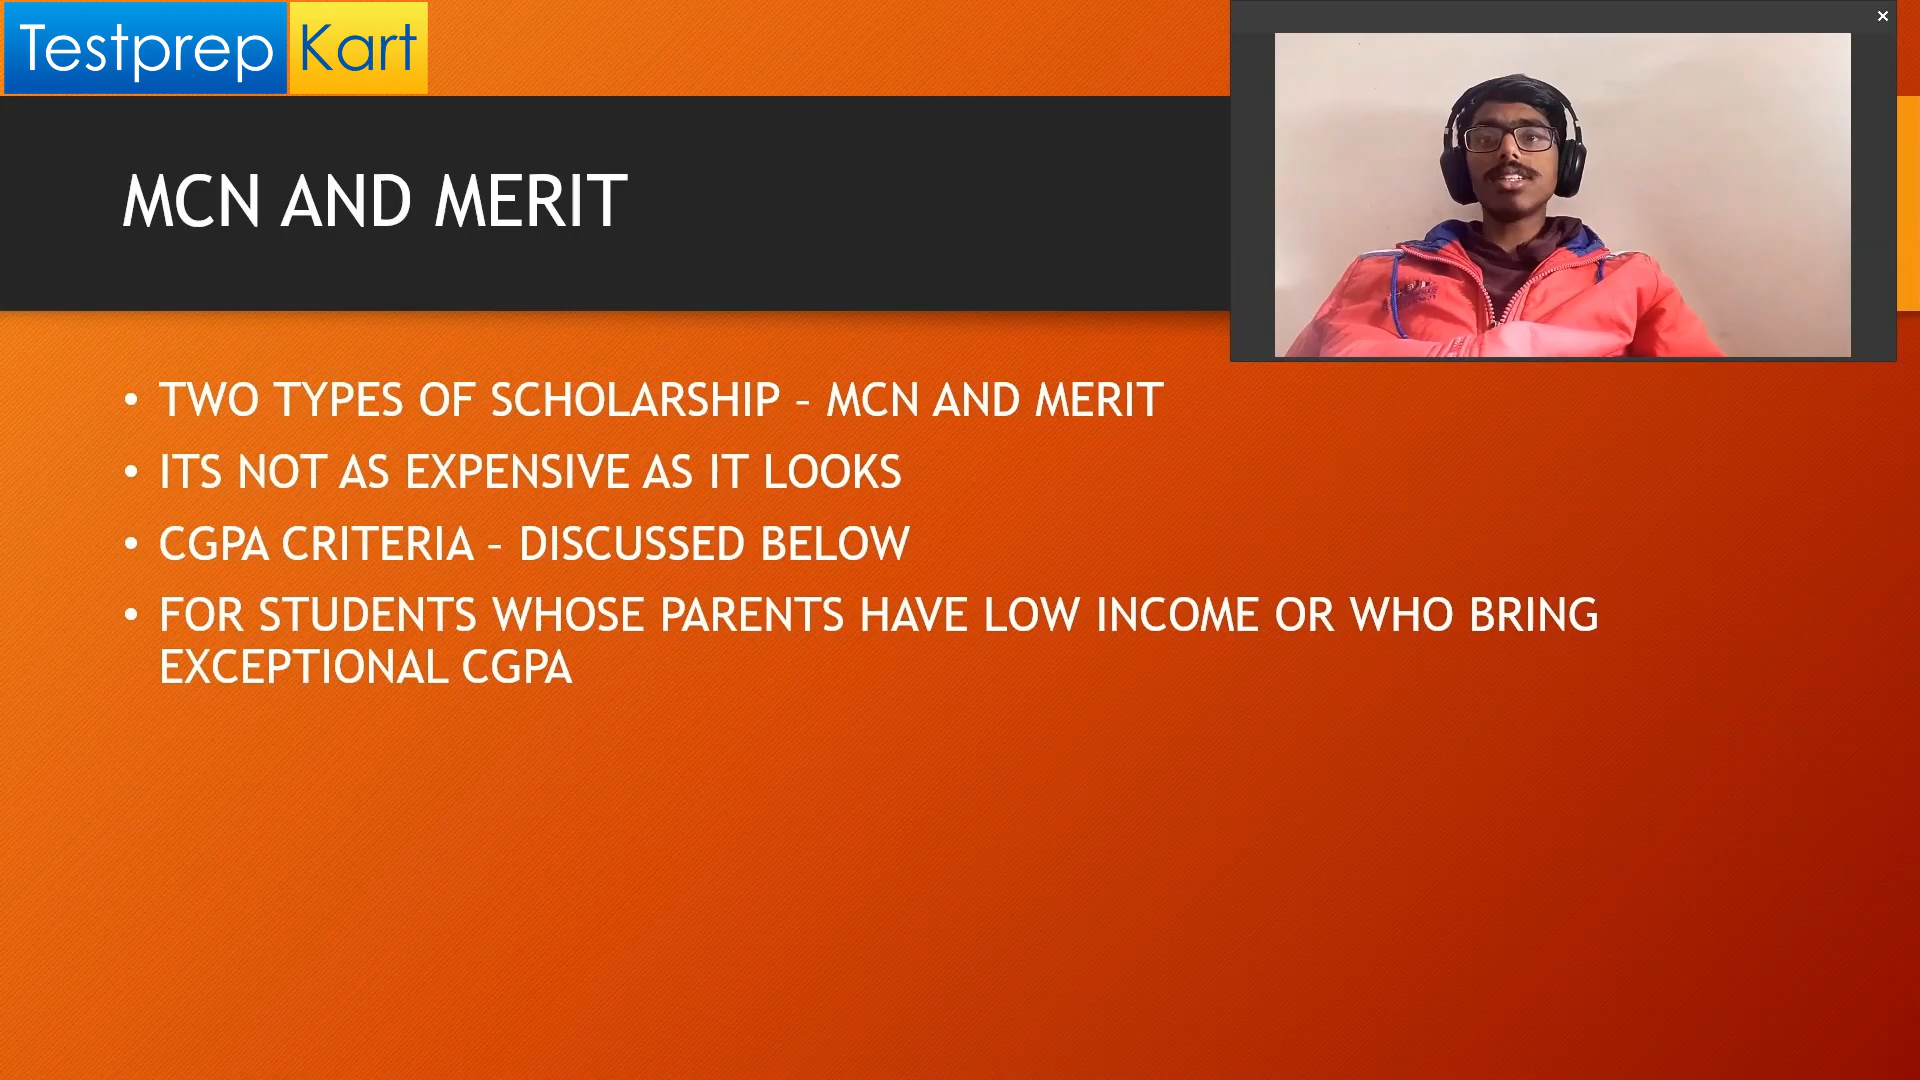 Testprep Kart
MCN AND MERIT
• TWO TYPES OF SCHOLARSHIP – MCN AND MERIT
• ITS NOT AS EXPENSIVE AS IT LOOKS
• CGPA CRITERIA – DISCUSSED BELOW
• FOR STUDENTS WHOSE PARENTS HAVE LOW INCOME OR WHO BRING
EXCEPTIONAL CGPA